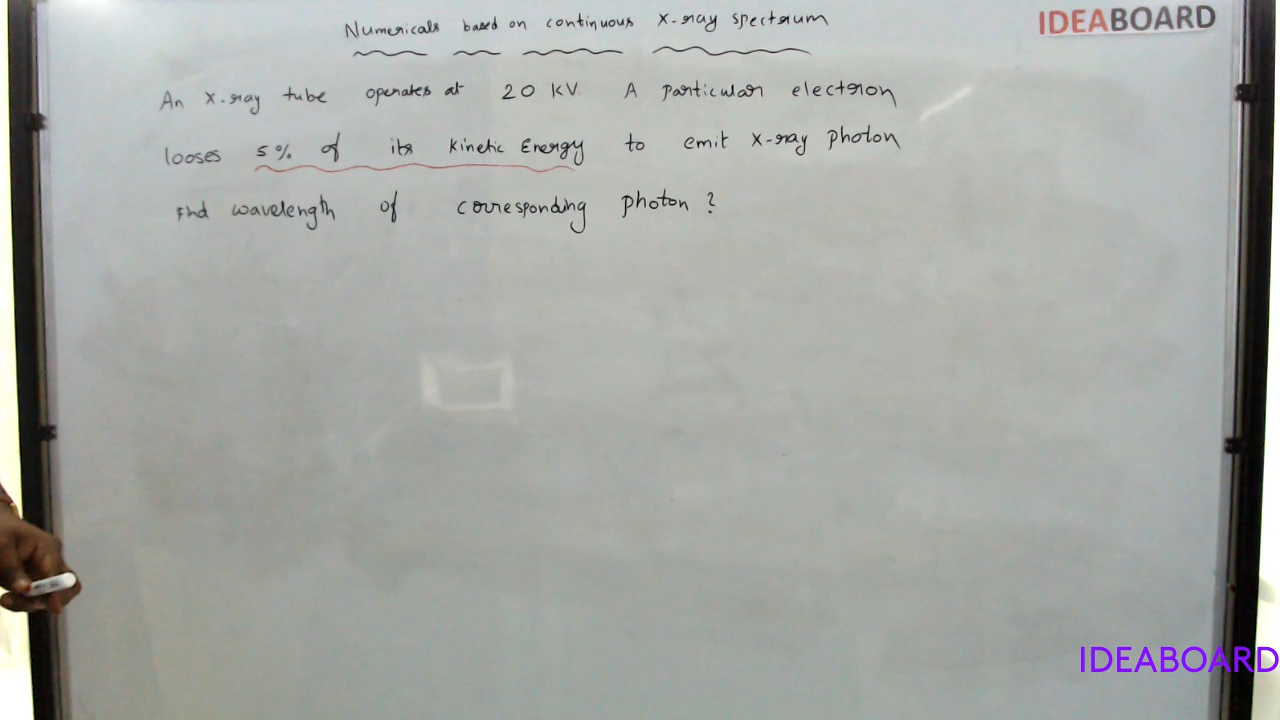 Numericals based on continuous X-ray spectrum
IDEABOARD
An X-ray tube operates at 20 KV. A particular electron
looses 5% of its Kinetic Energy to emit X-ray photon
find wavelength of corresponding photon ?
IDEABOARD